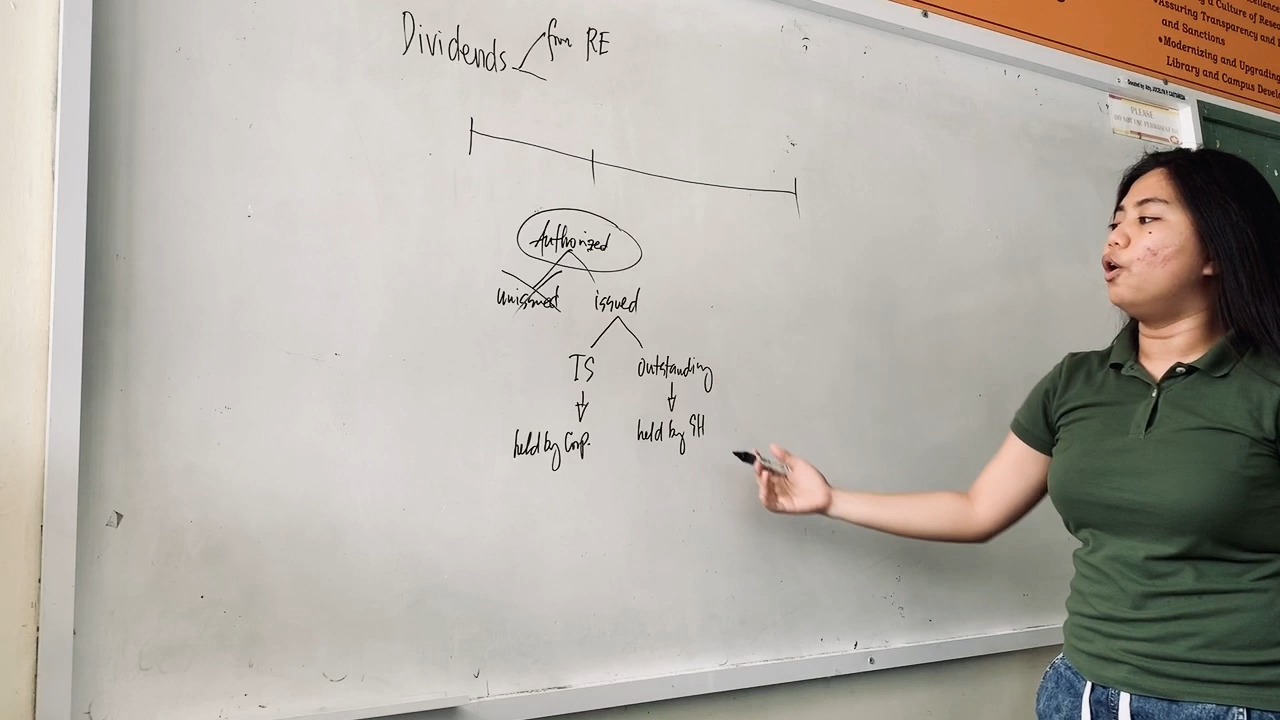 Dividends from RE
Authorized
unissued issued
TS outstanding
held by Corp. held by SH
Assuring Transparency and
and Sanctions
•Modernizing and Upgrading
Library and Campus Devel
PLEASE